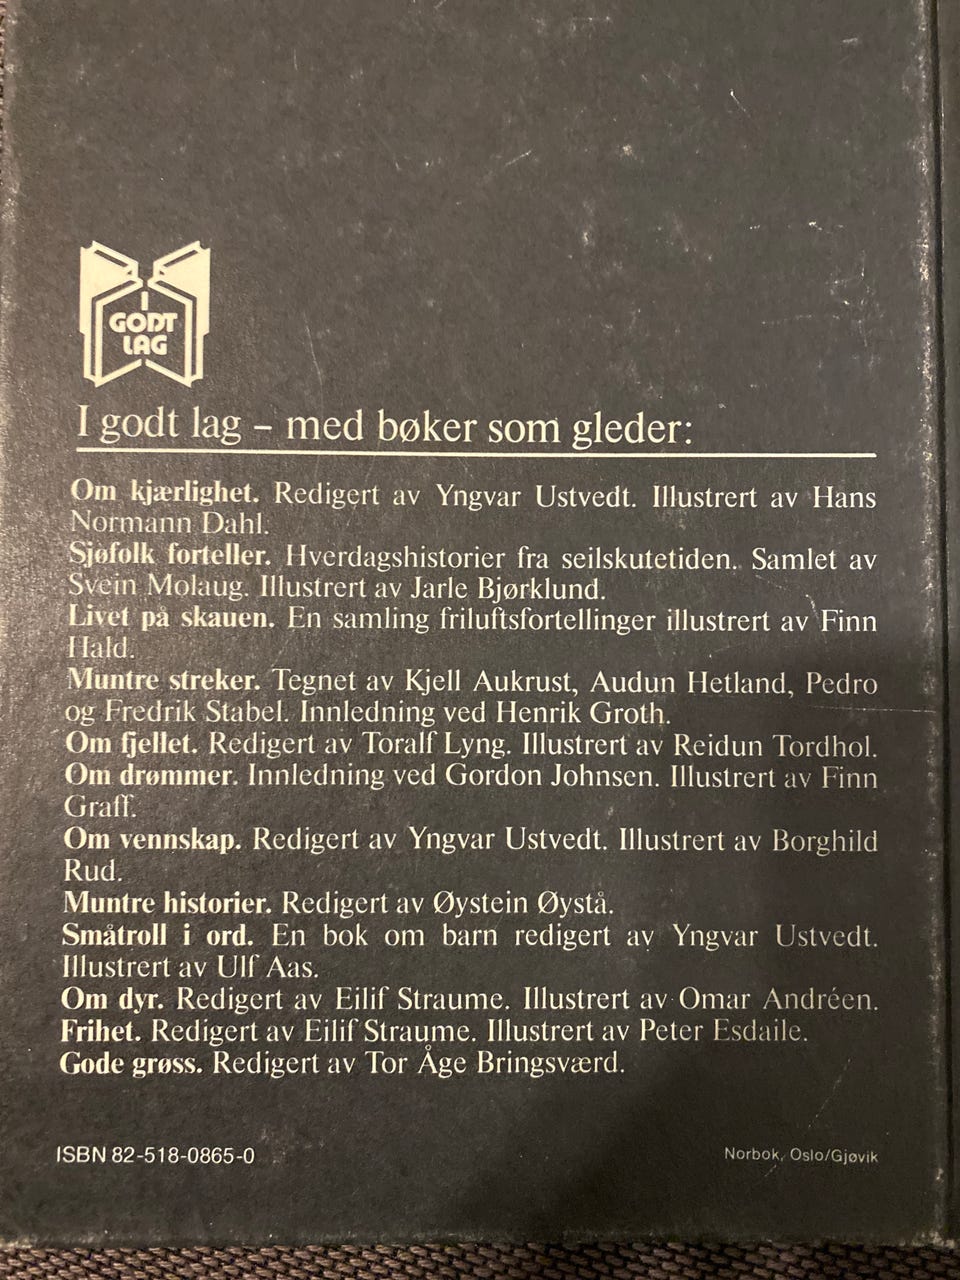 I
GODT
LAG
I godt lag – med bøker som gleder:
Om kjærlighet. Redigert av Yngvar Ustvedt. Illustrert av Hans
Normann Dahl.
Sjøfolk forteller. Hverdagshistorier fra seilskutetiden. Samlet av
Svein Molaug. Illustrert av Jarle Bjørklund.
Livet på skauen. En samling friluftsfortellinger illustrert av Finn
Hald.
Muntre streker. Tegnet av Kjell Aukrust, Audun Hetland, Pedro
og Fredrik Stabel. Innledning ved Henrik Groth.
Om fjellet. Redigert av Toralf Lyng. Illustrert av Reidun Tordhol.
Om drømmer. Innledning ved Gordon Johnsen. Illustrert av Finn
Graff.
Om vennskap. Redigert av Yngvar Ustvedt. Illustrert av Borghild
Rud.
Muntre historier. Redigert av Øystein Øystå.
Småtroll i ord. En bok om barn redigert av Yngvar Ustvedt.
Illustrert av Ulf Aas.
Om dyr. Redigert av Eilif Straume. Illustrert av Omar Andréen.
Frihet. Redigert av Eilif Straume. Illustrert av Peter Esdaile.
Gode grøss. Redigert av Tor Åge Bringsværd.
ISBN 82-518-0865-0
Norbok, Oslo/Gjøvik